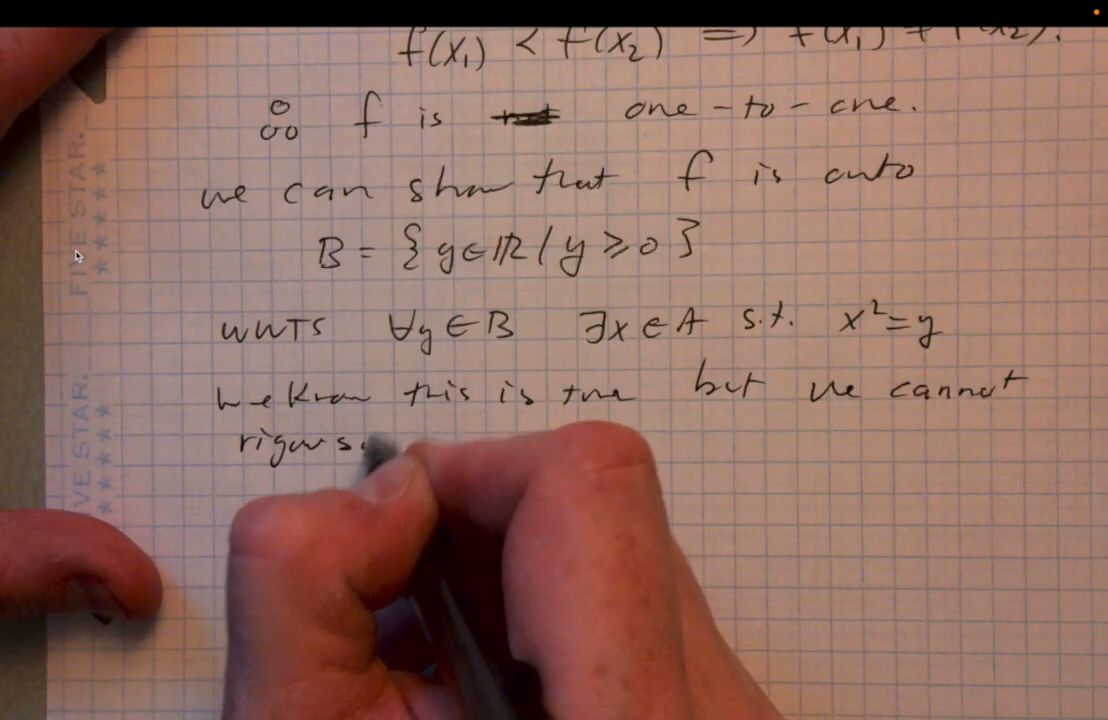 f(x₁) < f(x₂) ⇒ f(x₁) ≠ f(x₂).
f is one-to-one.
we can show that f is onto
B = { y∈ℝ / y ≥ 0 }
WWTS ∀y ∈ B ∃x ∈ A s.t. x²=y
we know this is true but we cannot
rigous
FIVE STAR.
FIVE STAR.